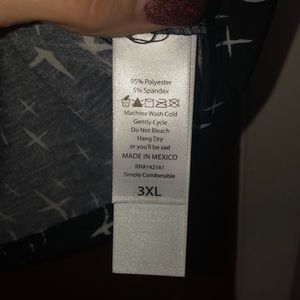 95% Polyester
5% Spandex
Machine Wash Cold
Gently Cycle
Do Not Bleach
Hang Dry
or you'll be sad
MADE IN MEXICO
RN#142161
Simply Comfortable
3XL